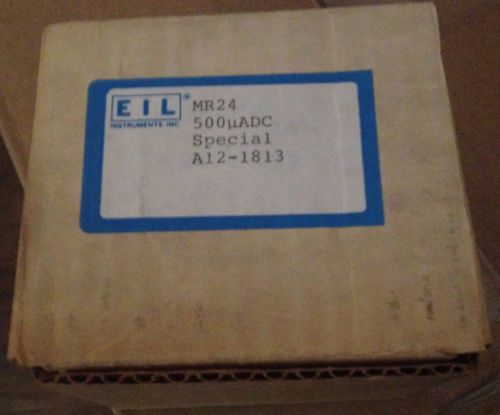 EIL®
INSTRUMENTS, INC.
MR24
500µADC
Special
A12-1813